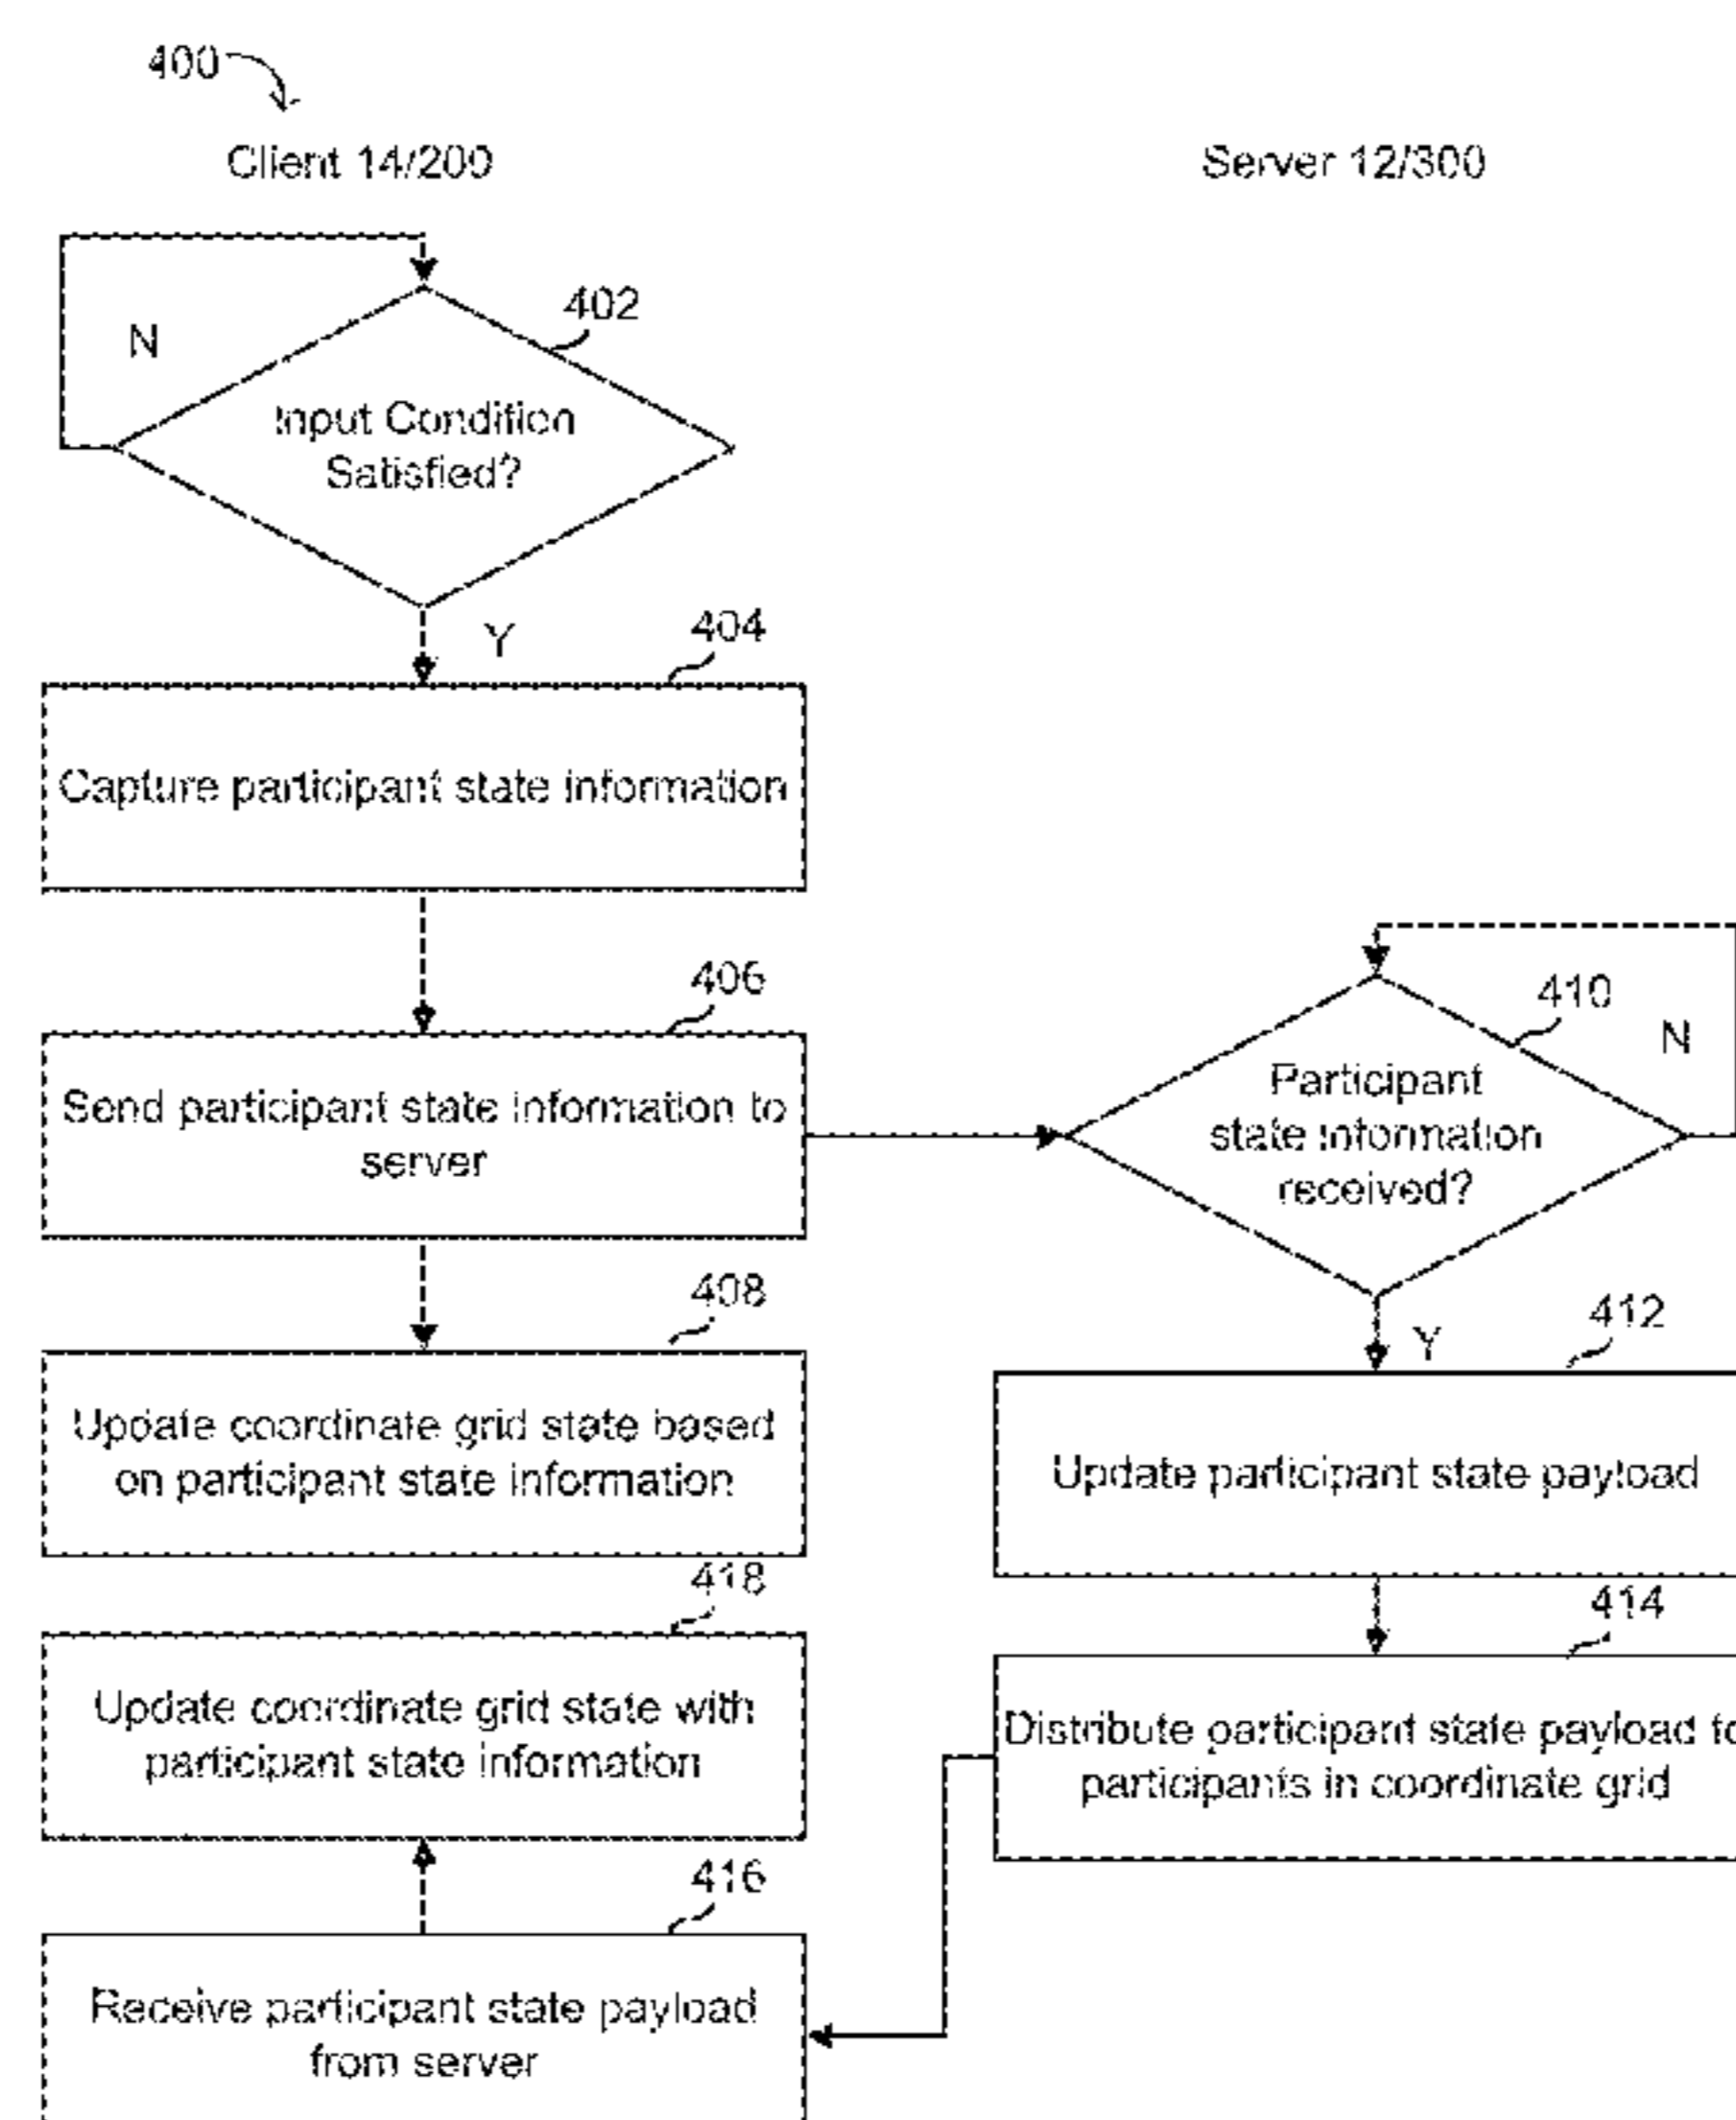 400
Client 14/200
Server 12/300
N
402
Input Condition
Satisfied?
Y
404
Capture participant state information
406
Send participant state information to
server
410
N
Participant
state information
received?
408
Update coordinate grid state based
on participant state information
Y
412
Update participant state payload
418
Update coordinate grid state with
participant state information
414
Distribute participant state payload
participants in coordinate grid
416
Receive participant state payload
from server